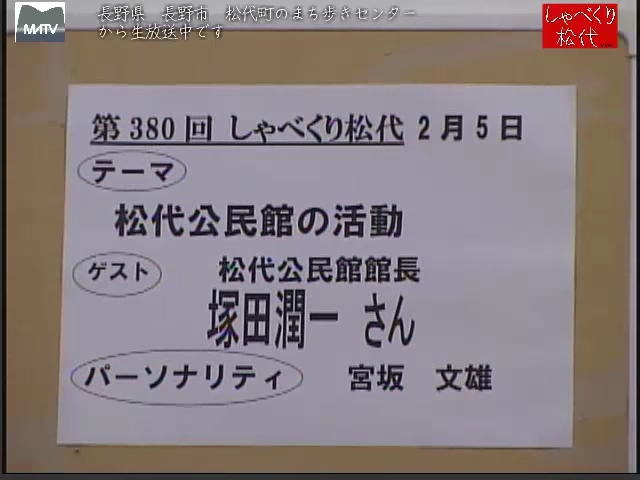 MATV
長野県 長野市 松代町のまち歩きセンター
から生放送中です
しゃべくり
松代
第380回 しゃべくり松代 2月5日
テーマ
松代公民館の活動
ゲスト 松代公民館館長
塚田潤一 さん
パーソナリティ 宮坂 文雄